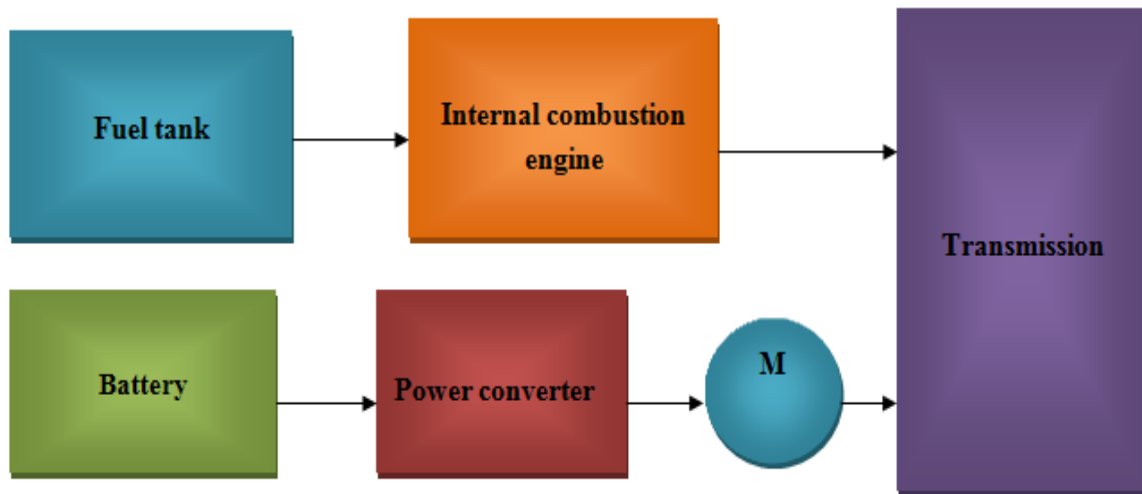 Fuel tank
Internal combustion
engine
Transmission
Battery
Power converter
M